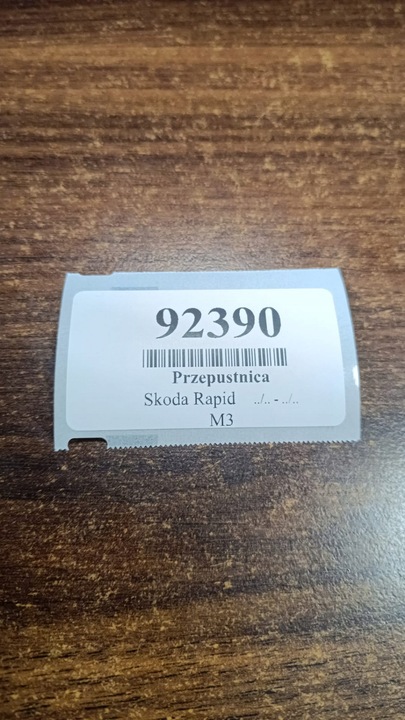 92390
Przepustnica
Skoda Rapid ../.. - ../..
M3